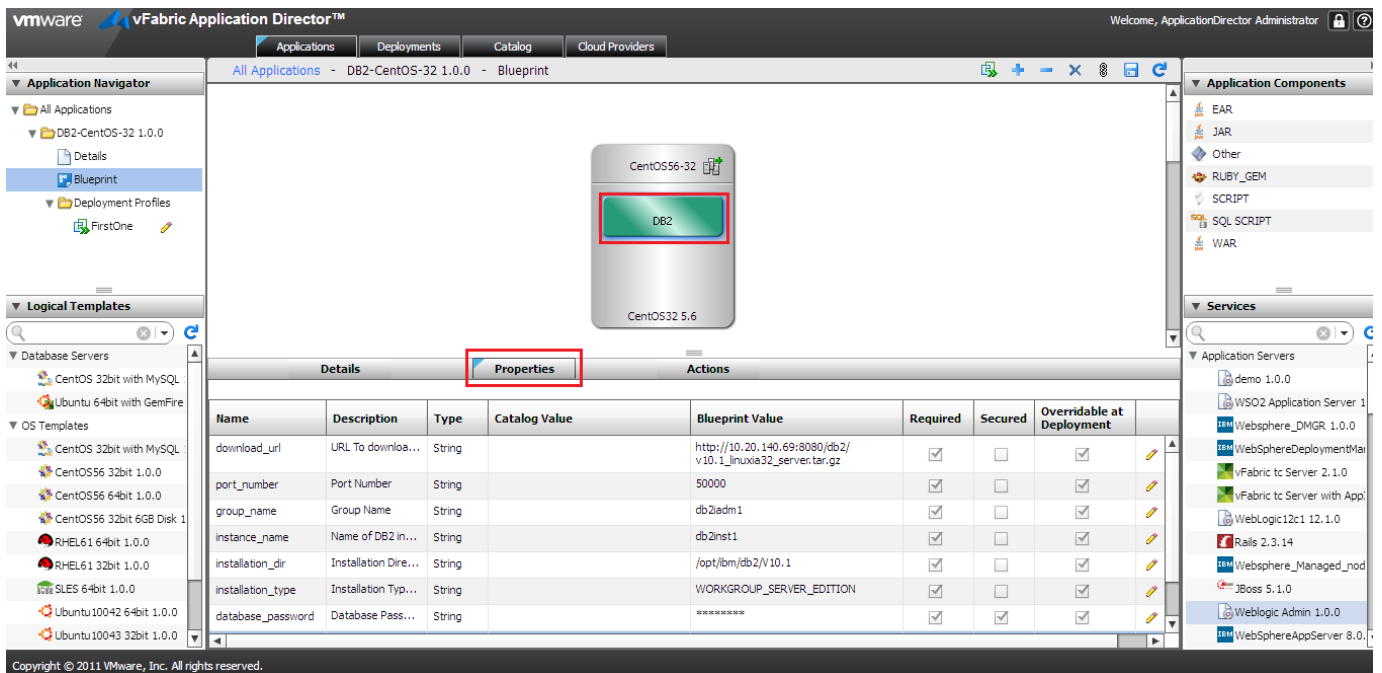 vmware vFabric Application Director™
Welcome, ApplicationDirector Administrator
Applications Deployments Catalog Cloud Providers
Application Navigator
All Applications
DB2-CentOS-32 1.0.0
Details
Blueprint
Deployment Profiles
FirstOne
Logical Templates
Database Servers
CentOS 32bit with MySQL
Ubuntu 64bit with GemFire
OS Templates
CentOS 32bit with MySQL
CentOS56 32bit 1.0.0
CentOS56 64bit 1.0.0
CentOS56 32bit 6GB Disk 1
RHEL61 64bit 1.0.0
RHEL61 32bit 1.0.0
SLES 64bit 1.0.0
Ubuntu10042 64bit 1.0.0
Ubuntu10043 32bit 1.0.0
All Applications - DB2-CentOS-32 1.0.0 - Blueprint
CentOS56-32
DB2
CentOS32 5.6
Details Properties Actions
Name Description Type Catalog Value Blueprint Value Required Secured Overridable at
Deployment
download_url URL To downloa... String http://10.20.140.69:8080/db2/
v10.1_linuxia32_server.tar.gz
port_number Port Number String 50000
group_name Group Name String db2iadm1
instance_name Name of DB2 in... String db2inst1
installation_dir Installation Dire... String /opt/ibm/db2/V10.1
installation_type Installation Typ... String WORKGROUP_SERVER_EDITION
database_password Database Pass... String ********
Application Components
EAR
JAR
Other
RUBY_GEM
SCRIPT
SQL SCRIPT
WAR
Services
Application Servers
demo 1.0.0
WSO2 Application Server 1
Websphere_DMGR 1.0.0
WebSphereDeploymentMa
vFabric tc Server 2.1.0
vFabric tc Server with App
WebLogic12c1 12.1.0
Rails 2.3.14
Websphere_Managed_nod
JBoss 5.1.0
Weblogic Admin 1.0.0
WebSphereAppServer 8.0.
Copyright © 2011 VMware, Inc. All rights reserved.